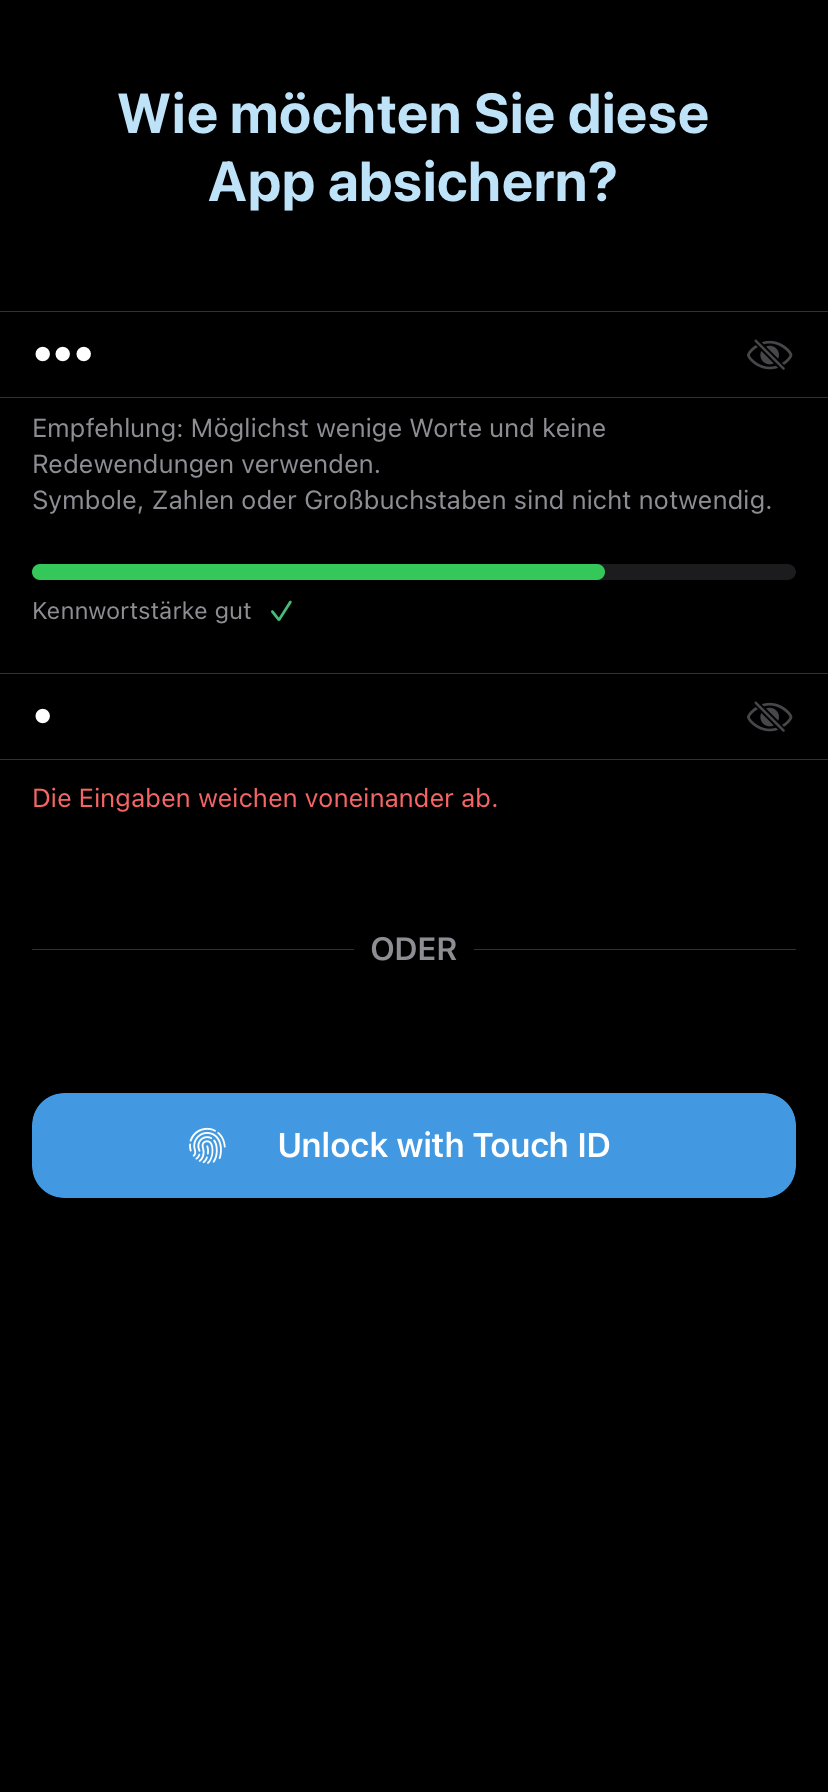 Wie möchten Sie diese
App absichern?
•••
Empfehlung: Möglichst wenige Worte und keine
Redewendungen verwenden.
Symbole, Zahlen oder Großbuchstaben sind nicht notwendig.
Kennwortstärke gut
•
Die Eingaben weichen voneinander ab.
ODER
Unlock with Touch ID